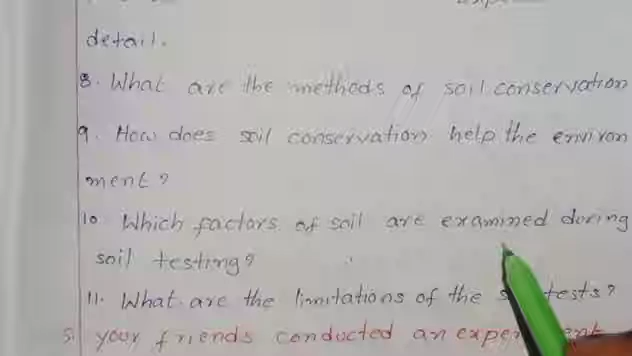 detail.
8. What are the methods of soil conservation
9. How does soil conservation help the environ
ment?
10 Which factors of soil are examined during
soil testing?
11. What are the limitations of the tests?
5. your friends conducted an